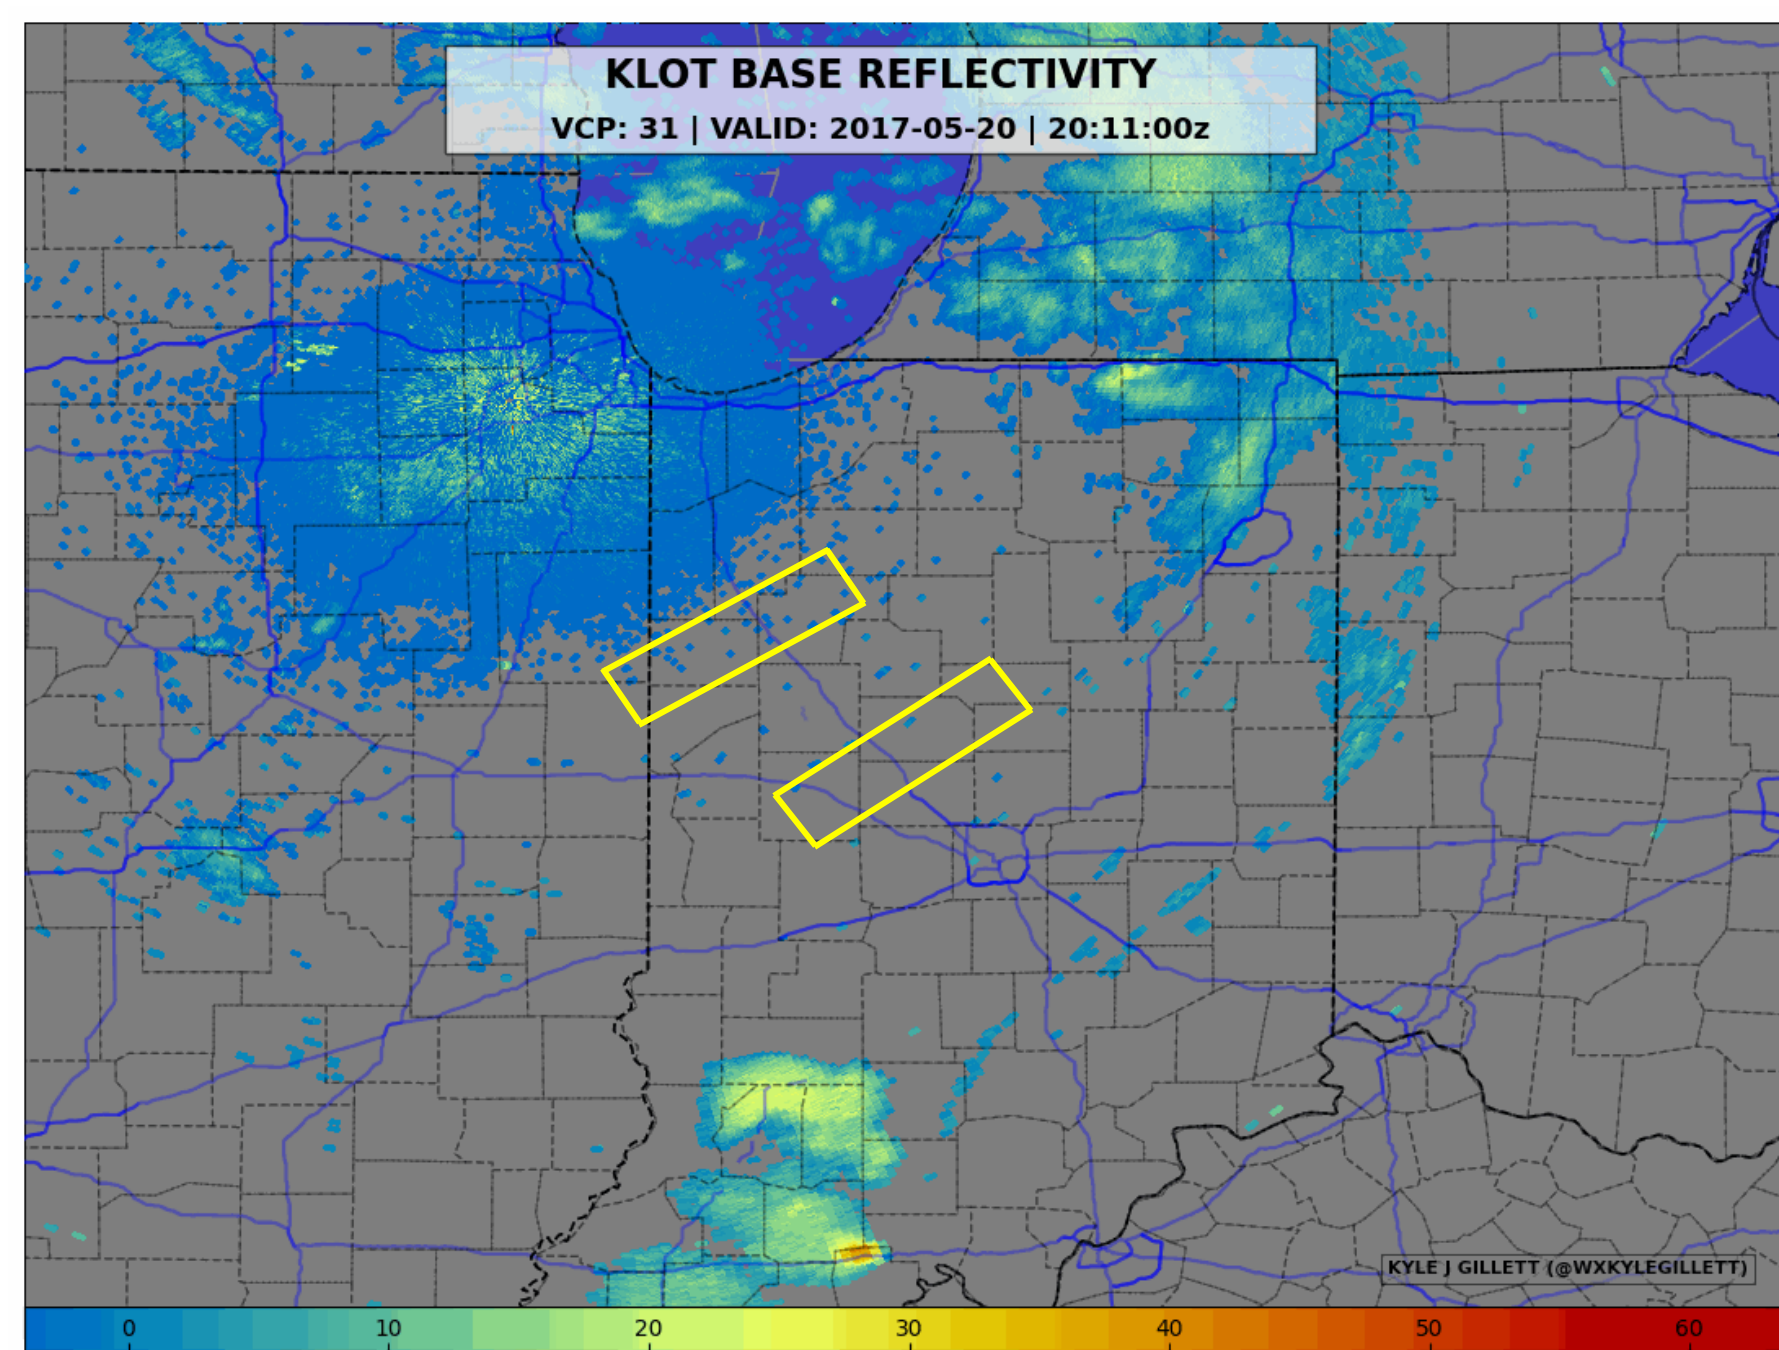 KLOT BASE REFLECTIVITY
VCP: 31 | VALID: 2017-05-20 | 20:11:00z
KYLE J GILLETT (@WXKYLEGILLETT)
0 10 20 30 40 50 60